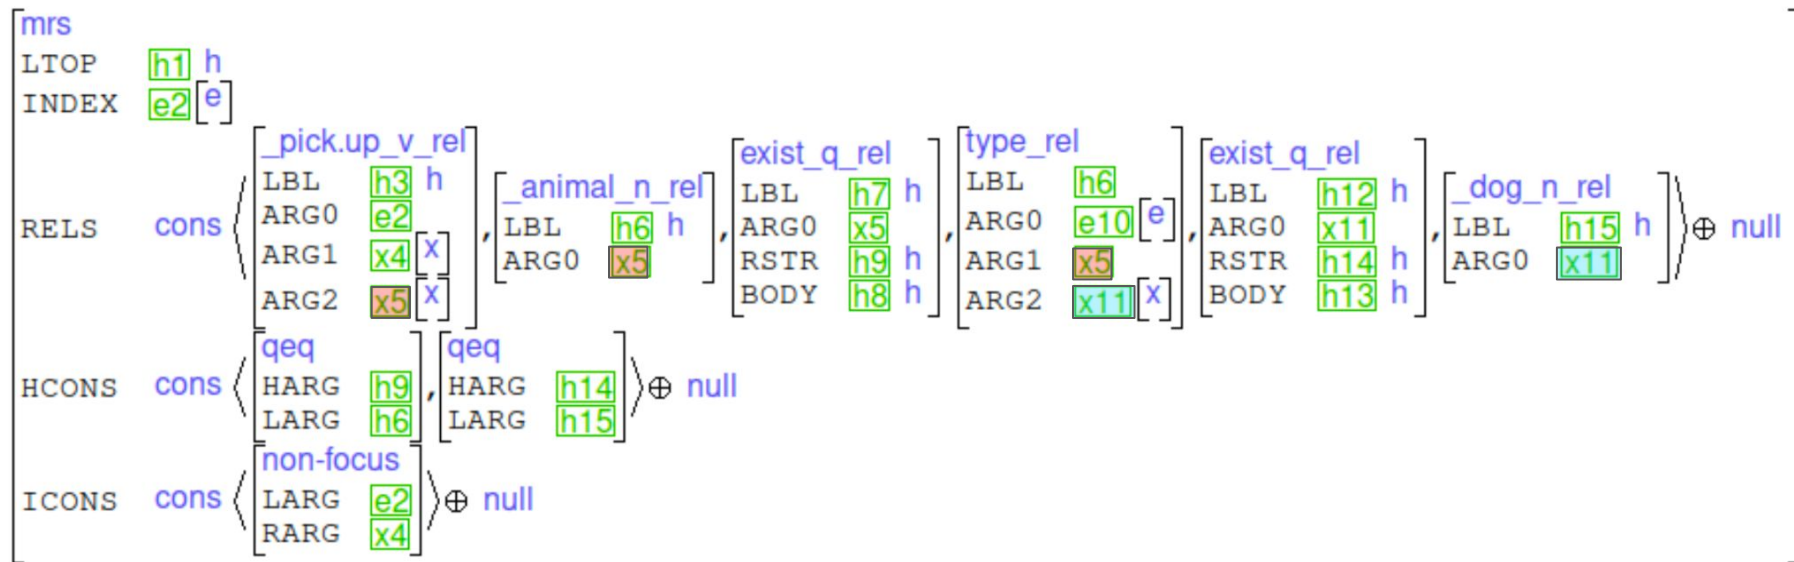 mrs
LTOP h1 h
INDEX e2 [e]
RELS cons ⟨ [_pick.up_v_rel LBL h3 h ARG0 e2 ARG1 x4 [x] ARG2 x5 [x]], [_animal_n_rel LBL h6 h ARG0 x5], [exist_q_rel LBL h7 h ARG0 x5 RSTR h9 h BODY h8 h], [type_rel LBL h6 ARG0 e10 [e] ARG1 x5 ARG2 x11 [x]], [exist_q_rel LBL h12 h ARG0 x11 RSTR h14 h BODY h13 h], [_dog_n_rel LBL h15 h ARG0 x11] ⟩ ⊕ null
HCONS cons ⟨ [qeq HARG h9 LARG h6], [qeq HARG h14 LARG h15] ⟩ ⊕ null
ICONS cons ⟨ [non-focus LARG e2 RARG x4] ⟩ ⊕ null